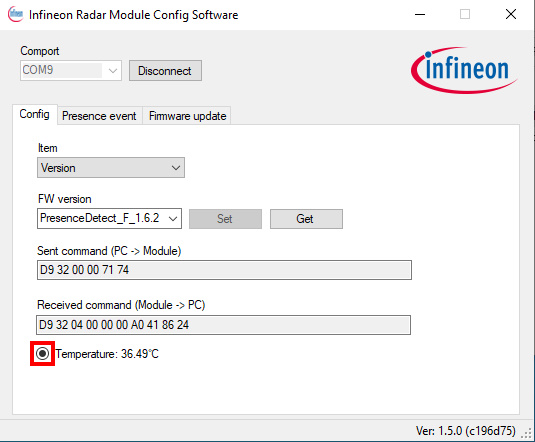 Infineon Radar Module Config Software
Comport
COM9
Disconnect
infineon
Config
Presence event
Firmware update
Item
Version
FW version
PresenceDetect_F_1.6.2
Set
Get
Sent command (PC -> Module)
D9 32 00 00 71 74
Received command (Module -> PC)
D9 32 04 00 00 00 A0 41 86 24
Temperature: 36.49°C
Ver: 1.5.0 (c196d75)